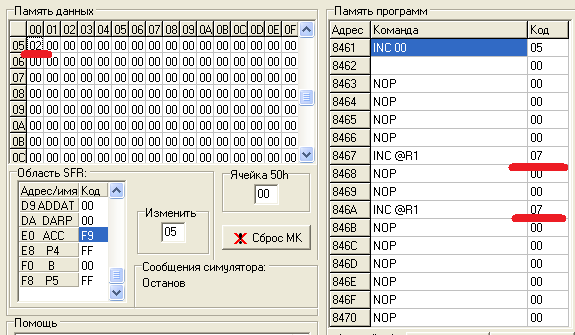 Память данных
00 01 02 03 04 05 06 07 08 09 0A 0B 0C 0D 0E 0F
05 02 00 00 00 00 00 00 00 00 00 00 00 00 00 00 00
06 00 00 00 00 00 00 00 00 00 00 00 00 00 00 00 00
07 00 00 00 00 00 00 00 00 00 00 00 00 00 00 00 00
08 00 00 00 00 00 00 00 00 00 00 00 00 00 00 00 00
09 00 00 00 00 00 00 00 00 00 00 00 00 00 00 00 00
0A 00 00 00 00 00 00 00 00 00 00 00 00 00 00 00 00
0B 00 00 00 00 00 00 00 00 00 00 00 00 00 00 00 00
0C 00 00 00 00 00 00 00 00 00 00 00 00 00 00 00 00
Область SFR:
Адрес/имя Код
D9 ADDAT 00
DA DARP 00
E0 ACC F9
E8 P4 FF
F0 B 00
F8 P5 FF
Изменить
05
Ячейка 50h
00
Сброс МК
Сообщения симулятора:
Останов
Помощь
Память программ
Адрес Команда Код
8461 INC 00 05
8462 00
8463 NOP 00
8464 NOP 00
8465 NOP 00
8466 NOP 00
8467 INC @R1 07
8468 NOP 00
8469 NOP 00
846A INC @R1 07
846B NOP 00
846C NOP 00
846D NOP 00
846E NOP 00
846F NOP 00
8470 NOP 00